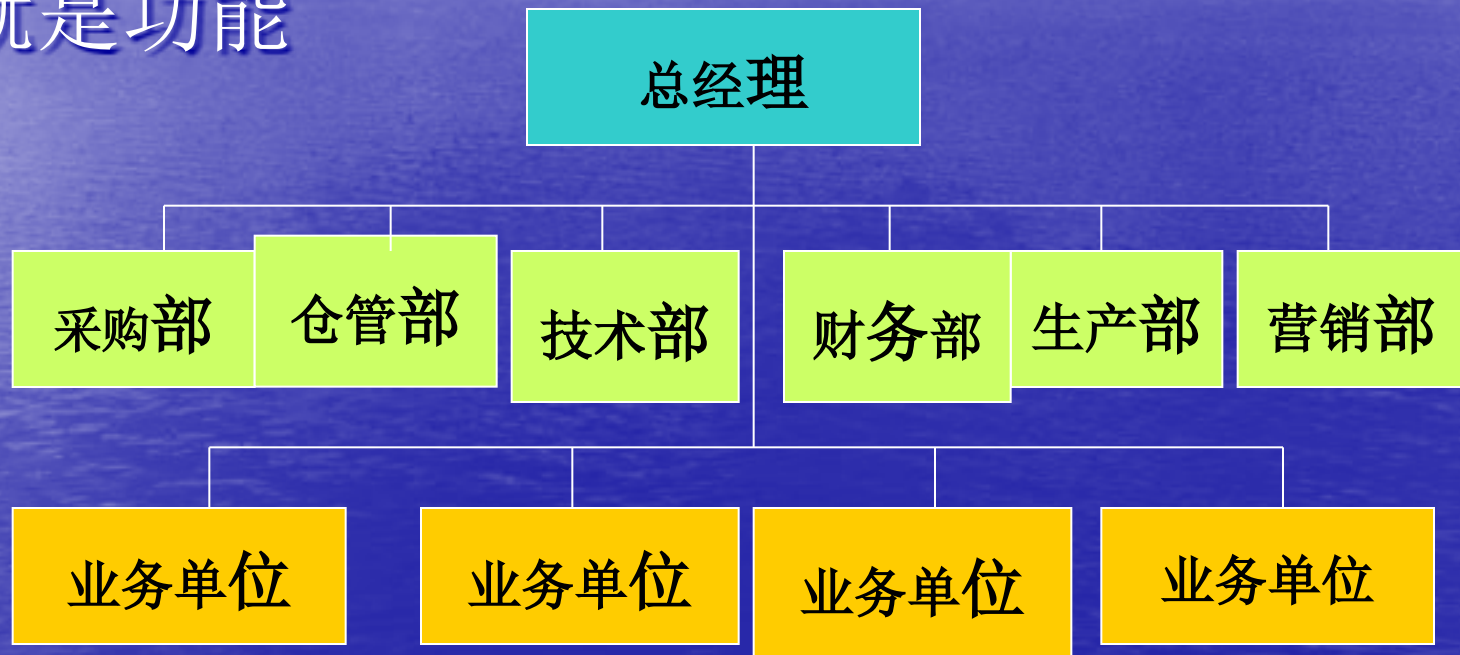 就是功能
总经理
采购部
仓管部
技术部
财务部
生产部
营销部
业务单位
业务单位
业务单位
业务单位